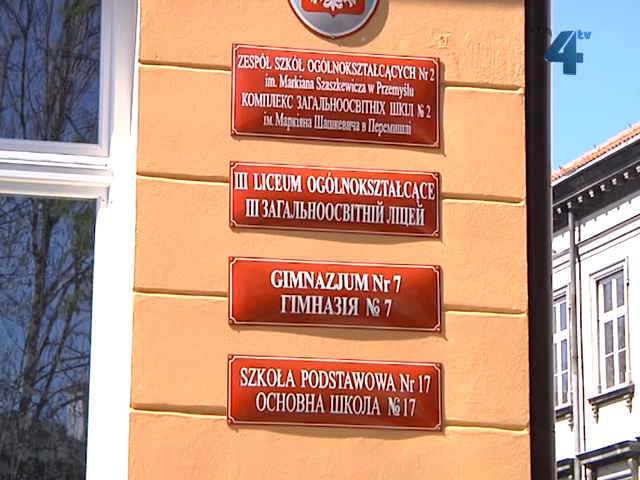 4tv
ZESPÓŁ SZKÓŁ OGÓLNOKSZTAŁCĄCYCH Nr 2
im. Markiana Szaszkewicza w Przemyślu
КОМПЛЕКС ЗАГАЛЬНООСВІТНІХ ШКІЛ № 2
ім. Маркіяна Шашкевича в Перемишлі
III LICEUM OGÓLNOKSZTAŁCĄCE
III ЗАГАЛЬНООСВІТНІЙ ЛІЦЕЙ
GIMNAZJUM Nr 7
ГІМНАЗІЯ № 7
SZKOŁA PODSTAWOWA Nr 17
ОСНОВНА ШКОЛА № 17